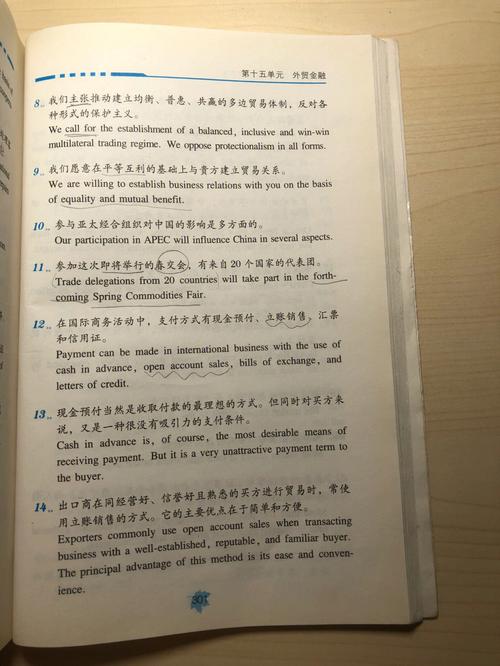 第十五单元 外贸金融
8. 我们主张推动建立均衡、普惠、共赢的多边贸易体制，反对各
种形式的保护主义。
We call for the establishment of a balanced, inclusive and win-win
multilateral trading regime. We oppose protectionism in all forms.
9. 我们愿意在平等互利的基础上与贵方建立贸易关系。
We are willing to establish business relations with you on the basis
of equality and mutual benefit.
10. 参与亚太经合组织对中国的影响是多方面的。
Our participation in APEC will influence China in several aspects.
11. 参加这次即将举行的春交会，有来自20个国家的代表团。
Trade delegations from 20 countries will take part in the forth-
coming Spring Commodities Fair.
12. 在国际商务活动中，支付方式有现金预付、立账销售，汇票
和信用证。
Payment can be made in international business with the use of
cash in advance, open account sales, bills of exchange, and
letters of credit.
13. 现金预付当然是收取付款的最理想的方式。但同时对买方来
说，又是一种很没有吸引力的支付条件。
Cash in advance is, of course, the most desirable means of
receiving payment. But it is a very unattractive payment term to
the buyer.
14. 出口商在同经营好、信誉好且熟悉的买方进行贸易时，常使
用立账销售的方式。它的主要优点在于简单和方便。
Exporters commonly use open account sales when transacting
business with a well-established, reputable, and familiar buyer.
The principal advantage of this method is its ease and conven-
ience.
301